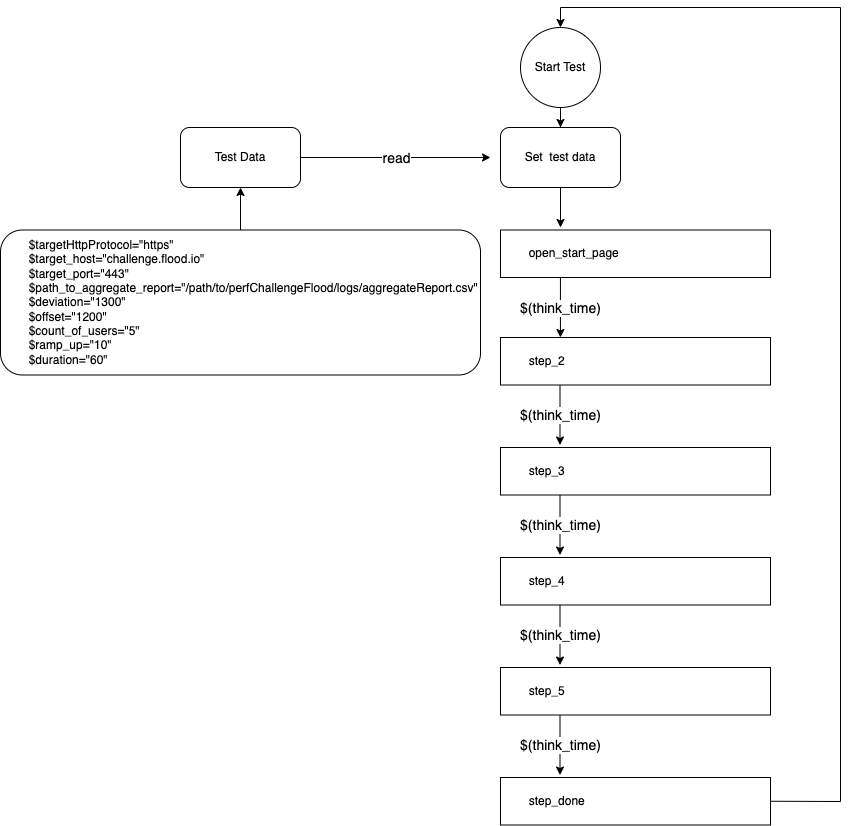 Start Test
Test Data
read
Set  test data
$targetHttpProtocol="https"
$target_host="challenge.flood.io"
$target_port="443"
$path_to_aggregate_report="/path/to/perfChallengeFlood/logs/aggregateReport.csv"
$deviation="1300"
$offset="1200"
$count_of_users="5"
$ramp_up="10"
$duration="60"
open_start_page
$(think_time)
step_2
$(think_time)
step_3
$(think_time)
step_4
$(think_time)
step_5
$(think_time)
step_done